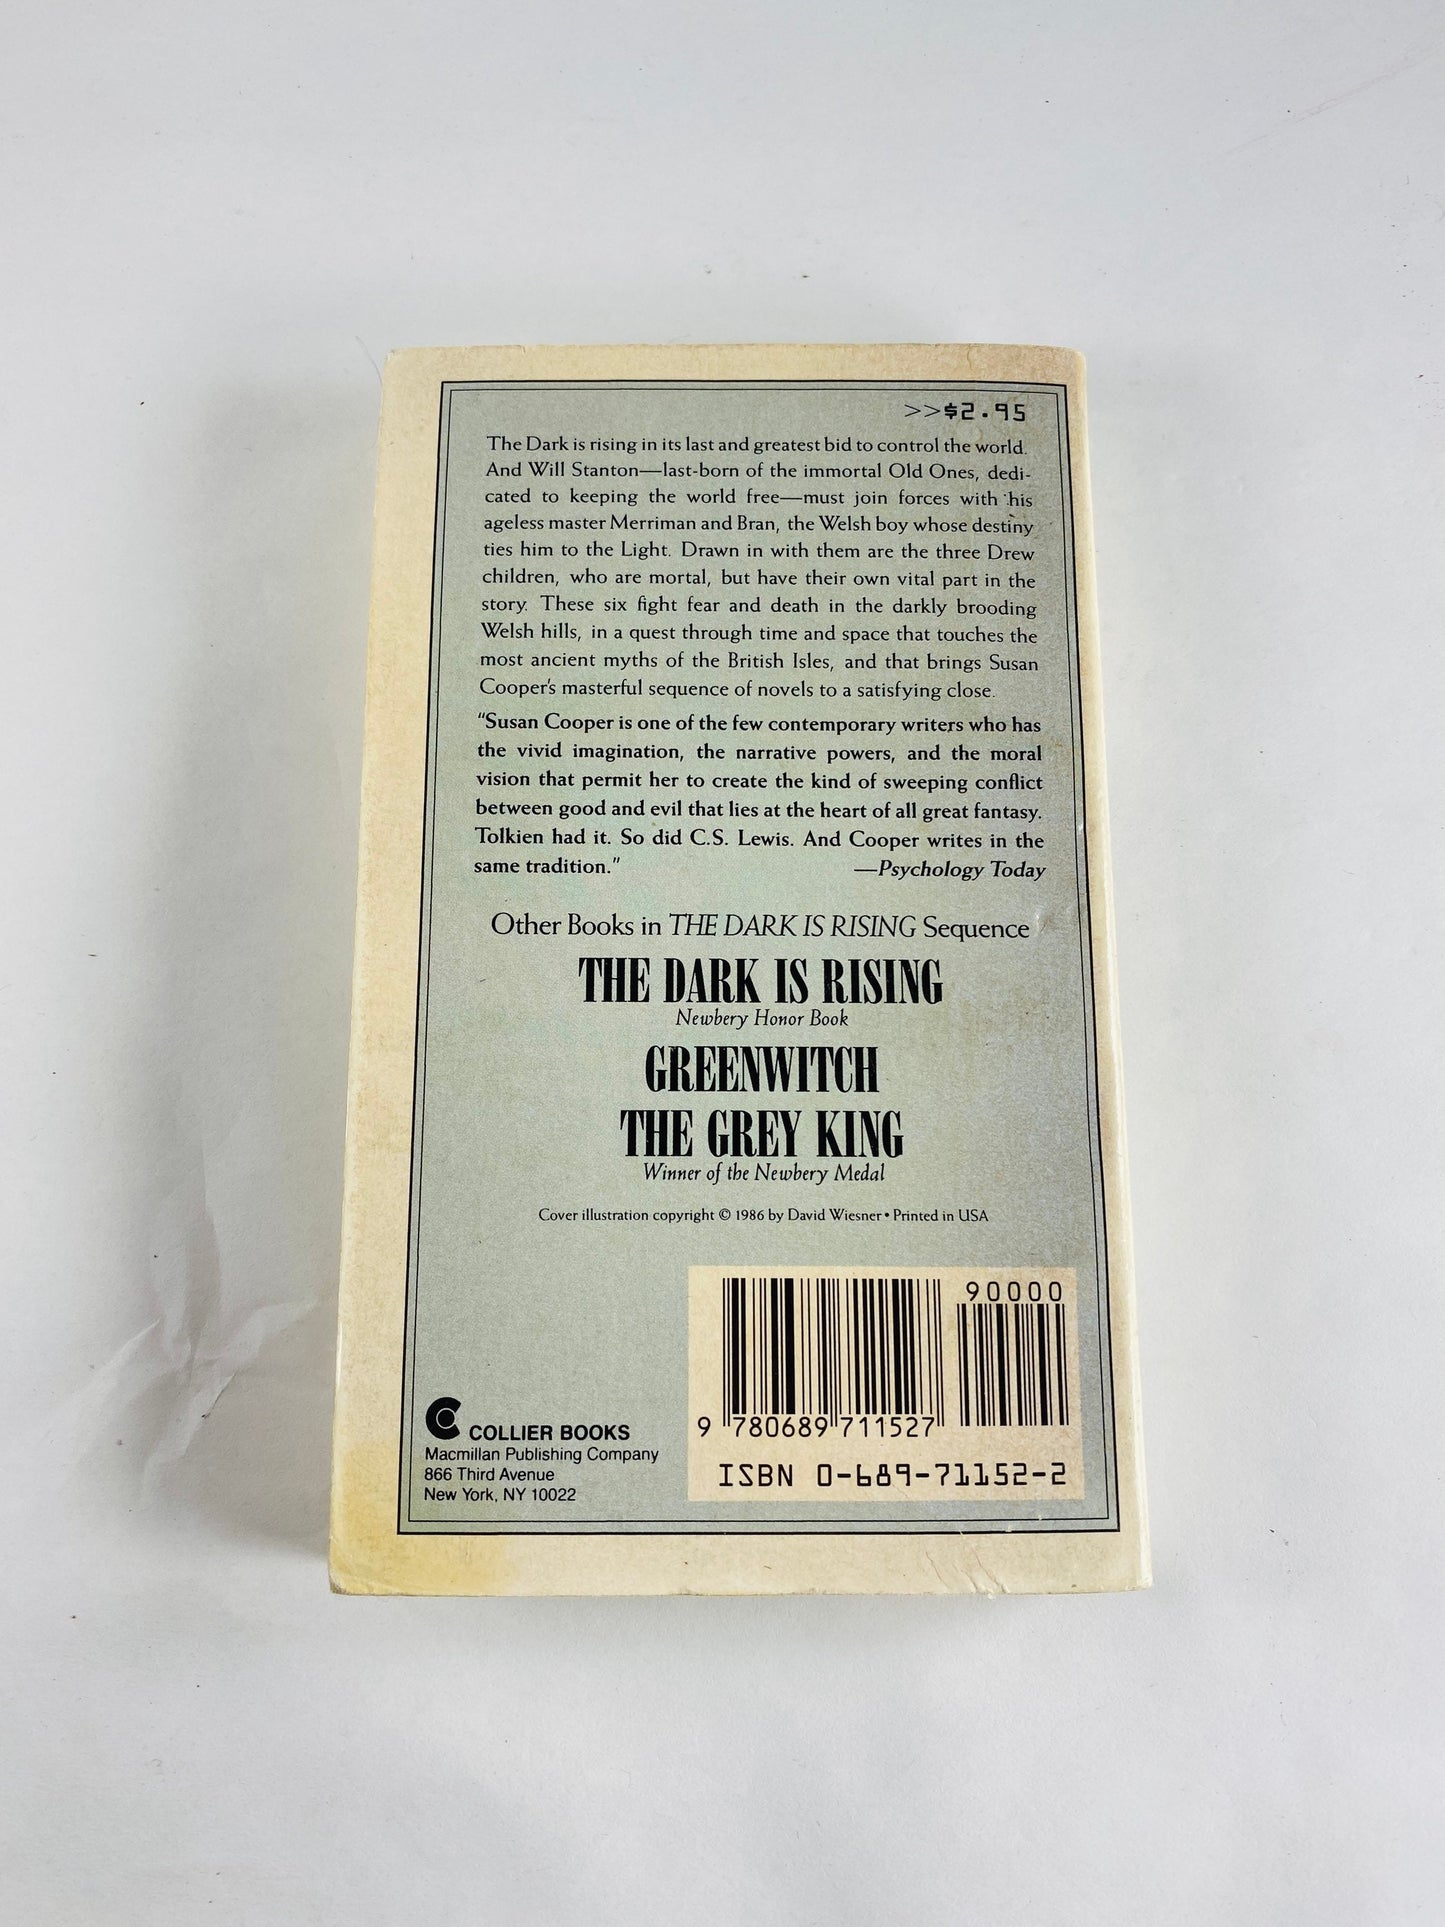 >>$2.95
The Dark is rising in its last and greatest bid to control the world.
And Will Stanton—last-born of the immortal Old Ones, dedi-
cated to keeping the world free—must join forces with his
ageless master Merriman and Bran, the Welsh boy whose destiny
ties him to the Light. Drawn in with them are the three Drew
children, who are mortal, but have their own vital part in the
story. These six fight fear and death in the darkly brooding
Welsh hills, in a quest through time and space that touches the
most ancient myths of the British Isles, and that brings Susan
Cooper's masterful sequence of novels to a satisfying close.
"Susan Cooper is one of the few contemporary writers who has
the vivid imagination, the narrative powers, and the moral
vision that permit her to create the kind of sweeping conflict
between good and evil that lies at the heart of all great fantasy.
Tolkien had it. So did C.S. Lewis. And Cooper writes in the
same tradition." —Psychology Today
Other Books in THE DARK IS RISING Sequence
THE DARK IS RISING
Newbery Honor Book
GREENWITCH
THE GREY KING
Winner of the Newbery Medal
Cover illustration copyright © 1986 by David Wiesner • Printed in USA
COLLIER BOOKS
Macmillan Publishing Company
866 Third Avenue
New York, NY 10022
90000
9 780689 711527
ISBN 0-689-71152-2